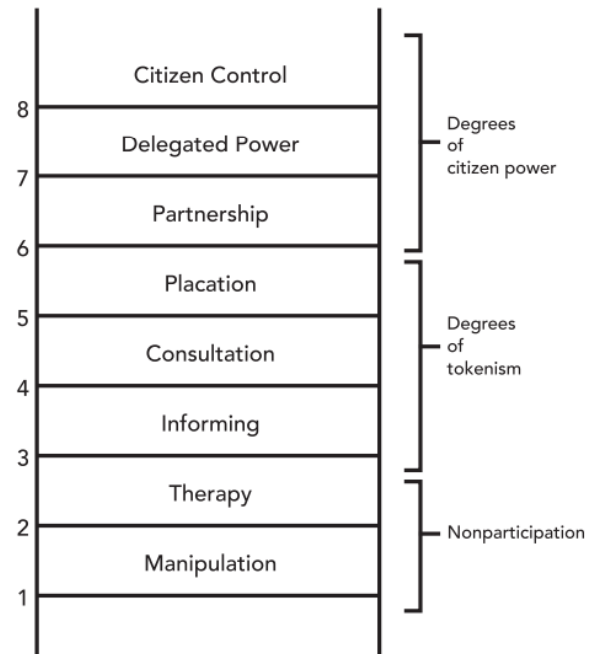 Citizen Control
8
Delegated Power
7
Partnership
6
Placation
5
Consultation
4
Informing
3
Therapy
2
Manipulation
1
Degrees
of
citizen power
Degrees
of
tokenism
Nonparticipation